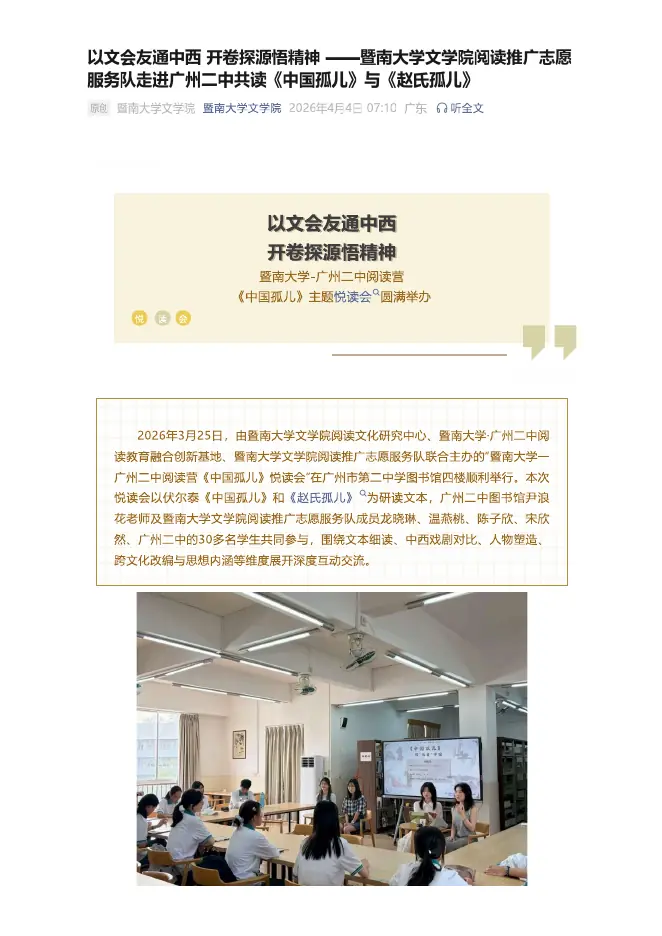 以文会友通中西 开卷探源悟精神 ——暨南大学文学院阅读推广志愿
服务队走进广州二中共读《中国孤儿》与《赵氏孤儿》
原创 暨南大学文学院 暨南大学文学院 2026年4月4日 07:10 广东 听全文
以文会友通中西
开卷探源悟精神
暨南大学-广州二中阅读营
《中国孤儿》主题悦读会圆满举办
悦 读 会
2026年3月25日，由暨南大学文学院阅读文化研究中心、暨南大学·广州二中阅
读教育融合创新基地、暨南大学文学院阅读推广志愿服务队联合主办的“暨南大学—
广州二中阅读营《中国孤儿》悦读会”在广州市第二中学图书馆四楼顺利举行。本次
悦读会以伏尔泰《中国孤儿》和《赵氏孤儿》为研读文本，广州二中图书馆尹浪
花老师及暨南大学文学院阅读推广志愿服务队成员龙晓琳、温燕桃、陈子欣、宋欣
然、广州二中的30多名学生共同参与，围绕文本细读、中西戏剧对比、人物塑造、
跨文化改编与思想内涵等维度展开深度互动交流。
《中国孤儿》